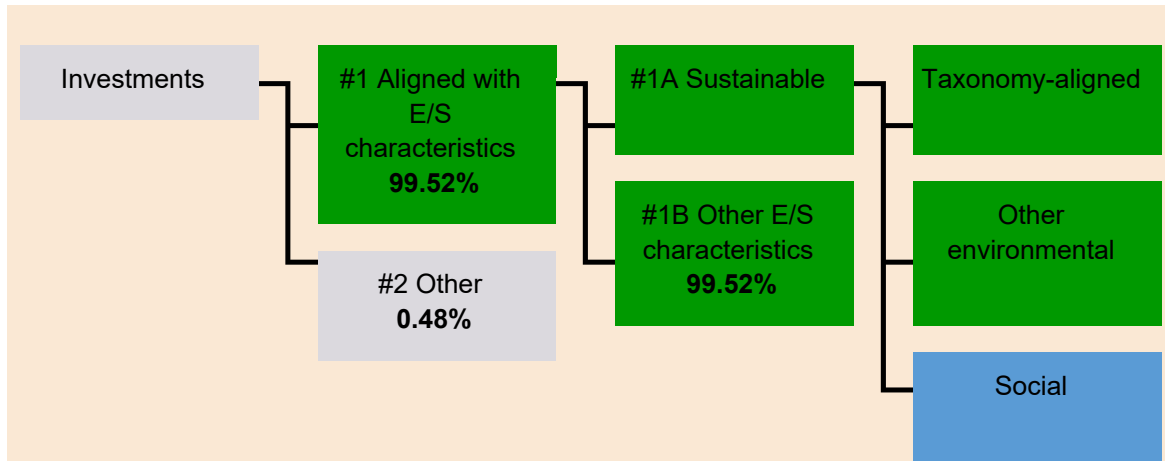 Investments
#1 Aligned with
E/S
characteristics
99.52%
#2 Other
0.48%
#1A Sustainable
#1B Other E/S
characteristics
99.52%
Taxonomy-aligned
Other
environmental
Social